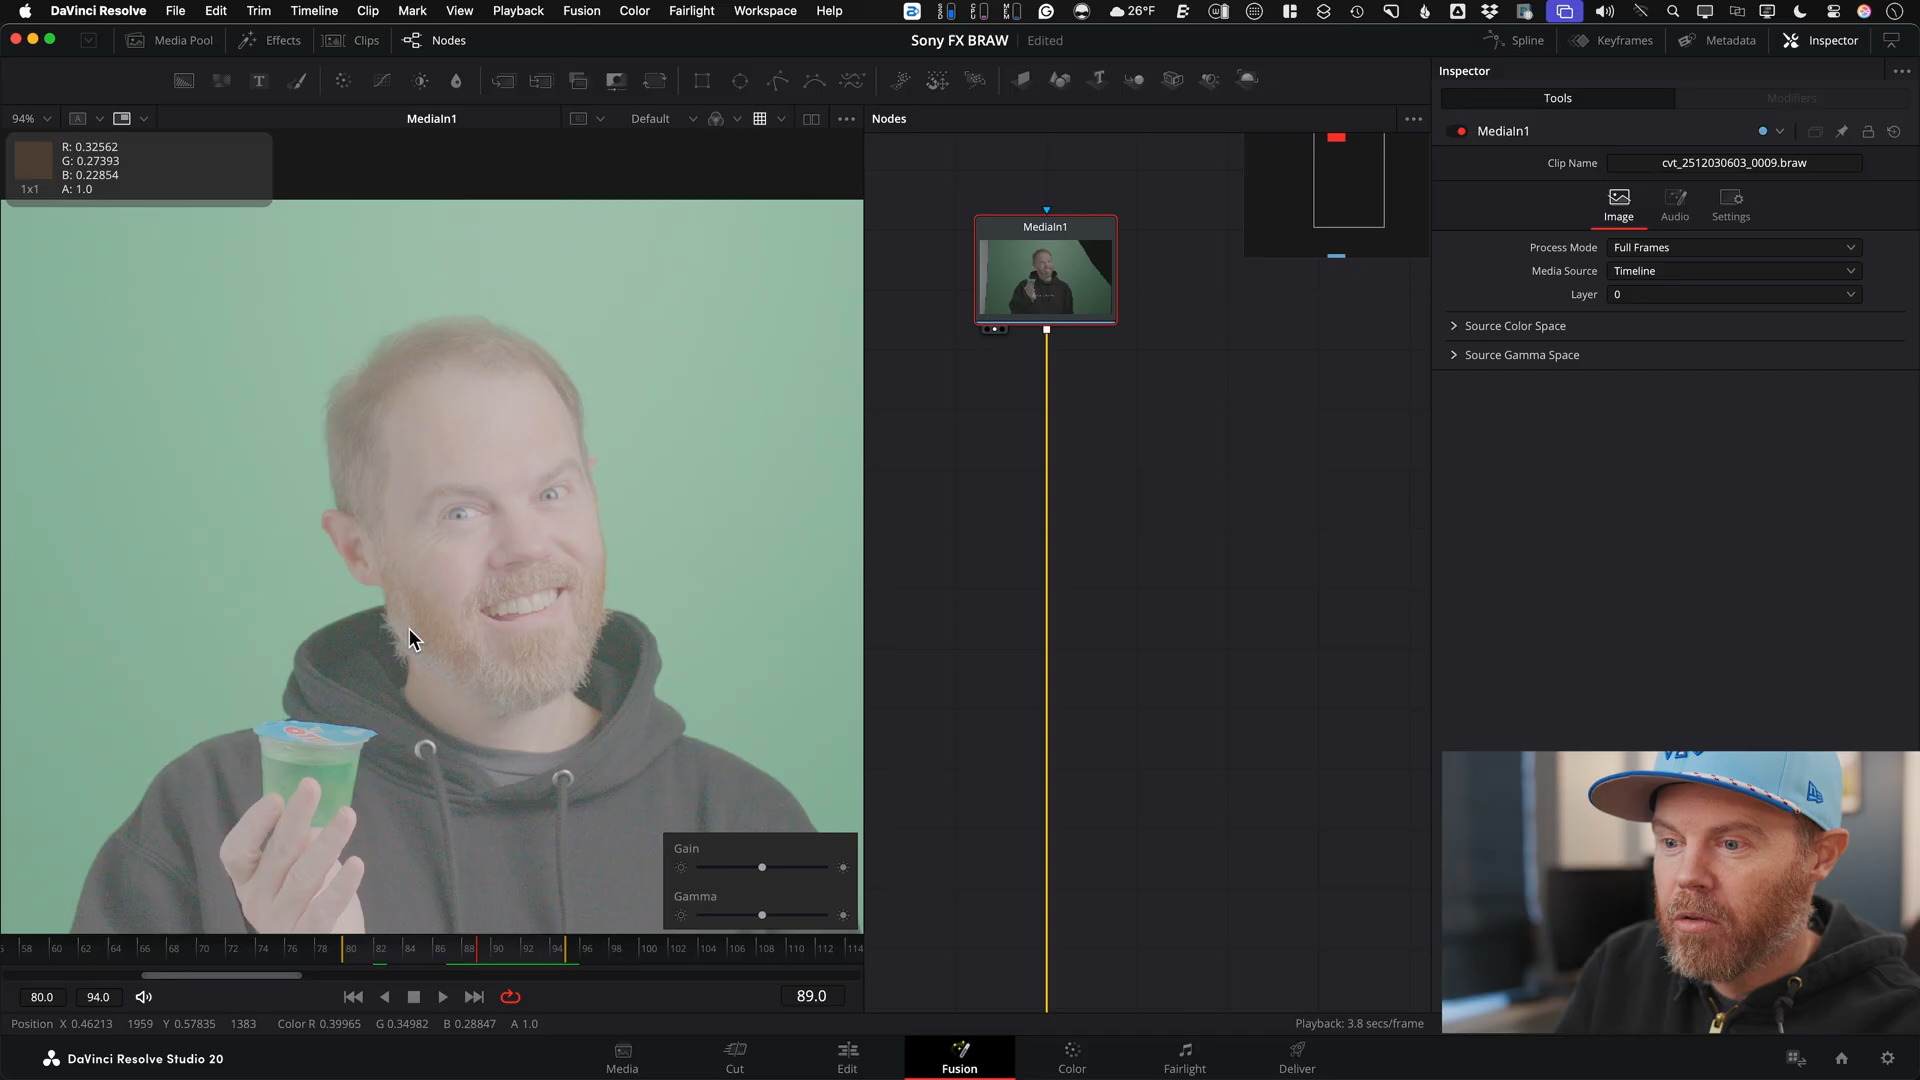 DaVinci Resolve File Edit Trim Timeline Clip Mark View Playback Fusion Color Fairlight Workspace Help 26°F
Media Pool Effects Clips Nodes Sony FX BRAW Edited Spline Keyframes Metadata Inspector
Inspector
Tools Modifiers
94% A MediaIn1 Default Nodes
MediaIn1
R: 0.32562
G: 0.27393
B: 0.22854
1x1 A: 1.0
Clip Name cvt_2512030603_0009.braw
Image Audio Settings
MediaIn1
Process Mode Full Frames
Media Source Timeline
Layer 0
Source Color Space
Source Gamma Space
Gain
Gamma
58 60 62 64 66 68 70 72 74 76 78 80 82 84 86 88 90 92 94 96 98 100 102 104 106 108 110 112 114
80.0 94.0 89.0
Position X 0.46213 1959 Y 0.57835 1383 Color R 0.39965 G 0.34982 B 0.28847 A 1.0 Playback: 3.8 secs/frame
DaVinci Resolve Studio 20 Media Cut Edit Fusion Color Fairlight Deliver